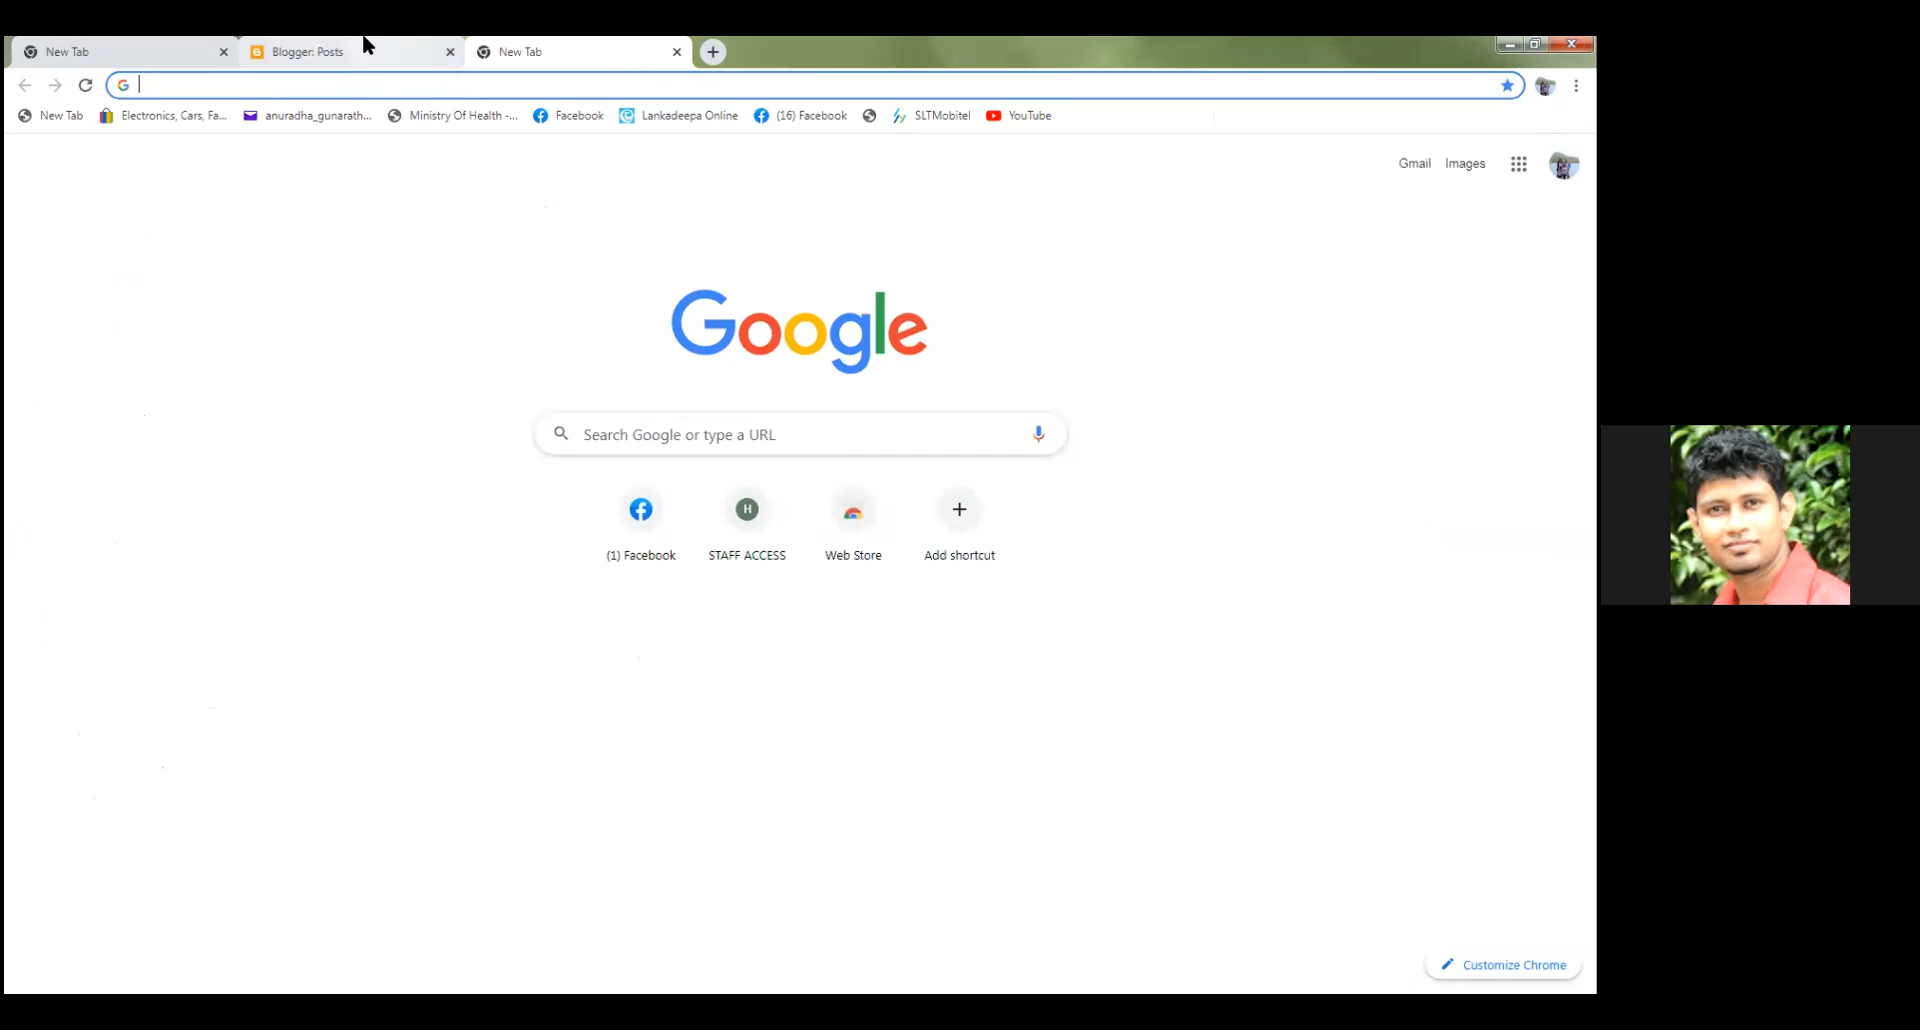 New Tab
Blogger: Posts
New Tab
New Tab
Electronics, Cars, Fa...
anuradha_gunarath...
Ministry Of Health -...
Facebook
Lankadeepa Online
(16) Facebook
SLTMobitel
YouTube
Gmail
Images
Google
Search Google or type a URL
H
(1) Facebook
STAFF ACCESS
Web Store
Add shortcut
Customize Chrome